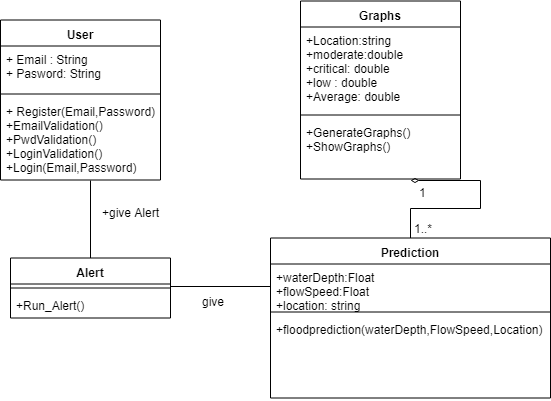 User
+ Email : String
+ Pasword: String
+ Register(Email,Password)
+EmailValidation()
+PwdValidation()
+LoginValidation()
+Login(Email,Password)
Graphs
+Location:string
+moderate:double
+critical: double
+low : double
+Average: double
+GenerateGraphs()
+ShowGraphs()
1
1..*
+give Alert
Alert
+Run_Alert()
give
Prediction
+waterDepth:Float
+flowSpeed:Float
+location: string
+floodprediction(waterDepth,FlowSpeed,Location)